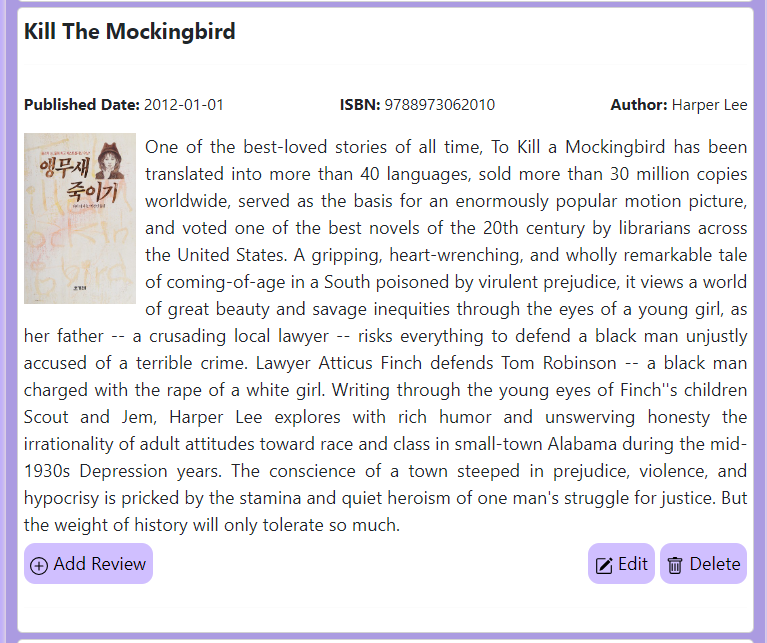 Kill The Mockingbird
Published Date: 2012-01-01 ISBN: 9788973062010 Author: Harper Lee
앵무새
죽이기
One of the best-loved stories of all time, To Kill a Mockingbird has been
translated into more than 40 languages, sold more than 30 million copies
worldwide, served as the basis for an enormously popular motion picture,
and voted one of the best novels of the 20th century by librarians across
the United States. A gripping, heart-wrenching, and wholly remarkable tale
of coming-of-age in a South poisoned by virulent prejudice, it views a world
of great beauty and savage inequities through the eyes of a young girl, as
her father -- a crusading local lawyer -- risks everything to defend a black man unjustly
accused of a terrible crime. Lawyer Atticus Finch defends Tom Robinson -- a black man
charged with the rape of a white girl. Writing through the young eyes of Finch''s children
Scout and Jem, Harper Lee explores with rich humor and unswerving honesty the
irrationality of adult attitudes toward race and class in small-town Alabama during the mid-
1930s Depression years. The conscience of a town steeped in prejudice, violence, and
hypocrisy is pricked by the stamina and quiet heroism of one man's struggle for justice. But
the weight of history will only tolerate so much.
Add Review Edit Delete